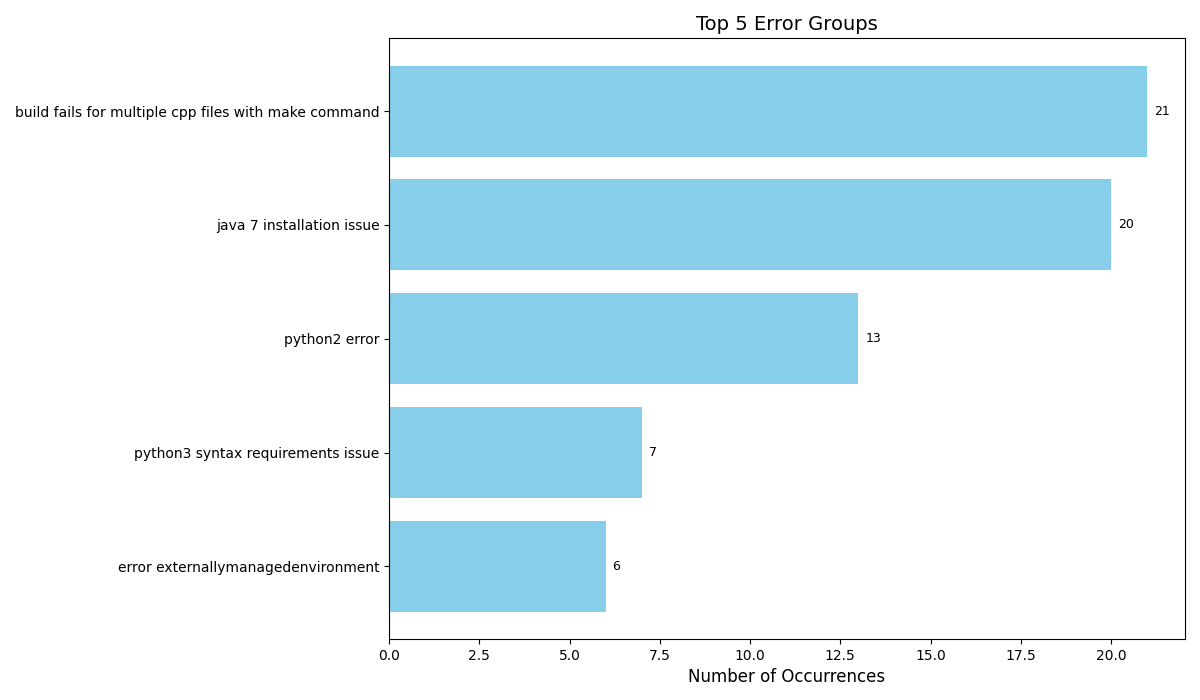 Top 5 Error Groups
build fails for multiple cpp files with make command
21
java 7 installation issue
20
python2 error
13
python3 syntax requirements issue
7
error externallymanagedenvironment
6
0.0 2.5 5.0 7.5 10.0 12.5 15.0 17.5 20.0
Number of Occurrences